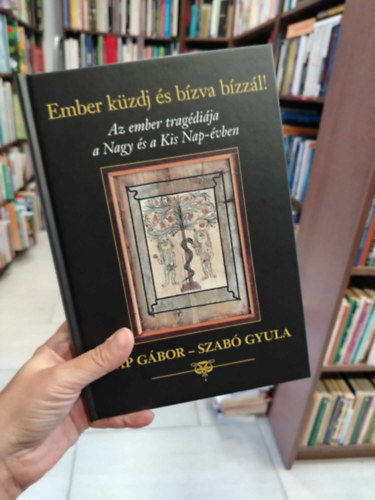 Ember küzdj és bízva bízzál!
Az ember tragédiája
a Nagy és a Kis Nap-évben
GÁBOR – SZABÓ GYULA